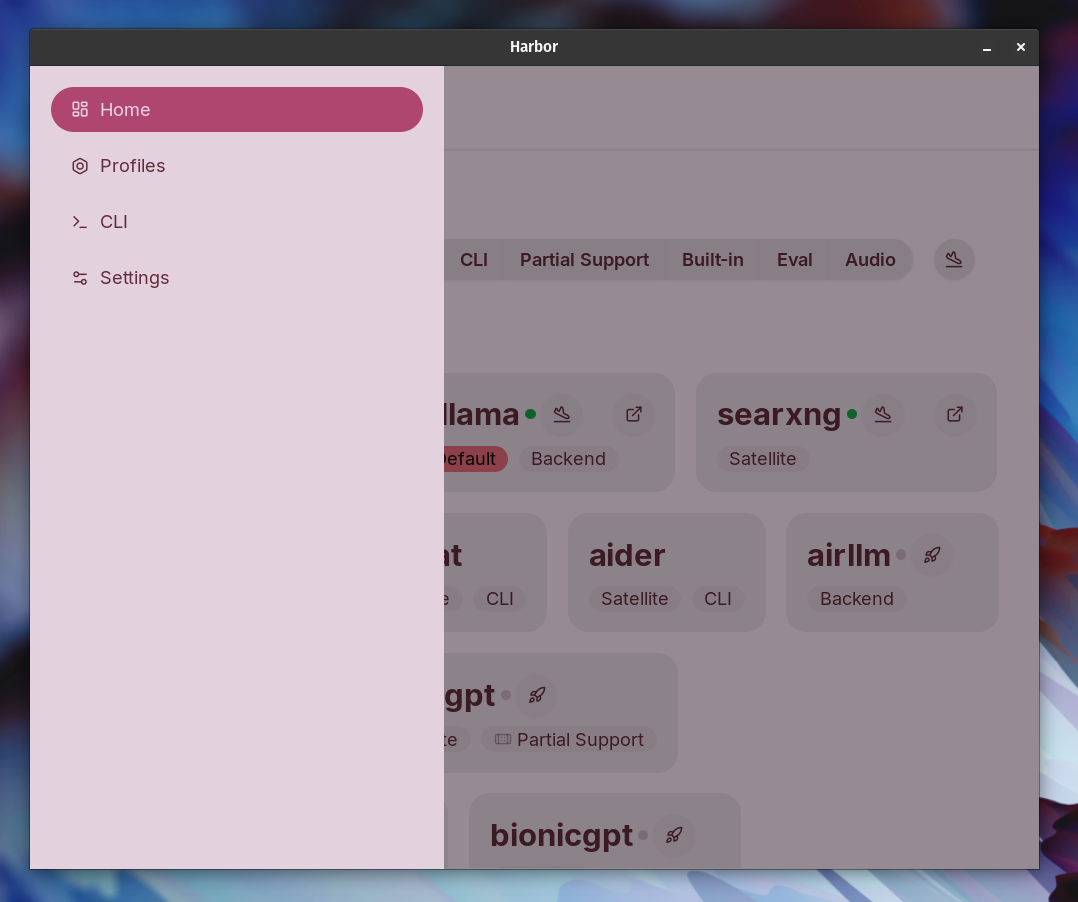 Harbor
Home
Profiles
CLI
Settings
CLI Partial Support Built-in Eval Audio
llama searxng
Default Backend Satellite
at aider airllm
e CLI Satellite CLI Backend
gpt
te Partial Support
bionicgpt